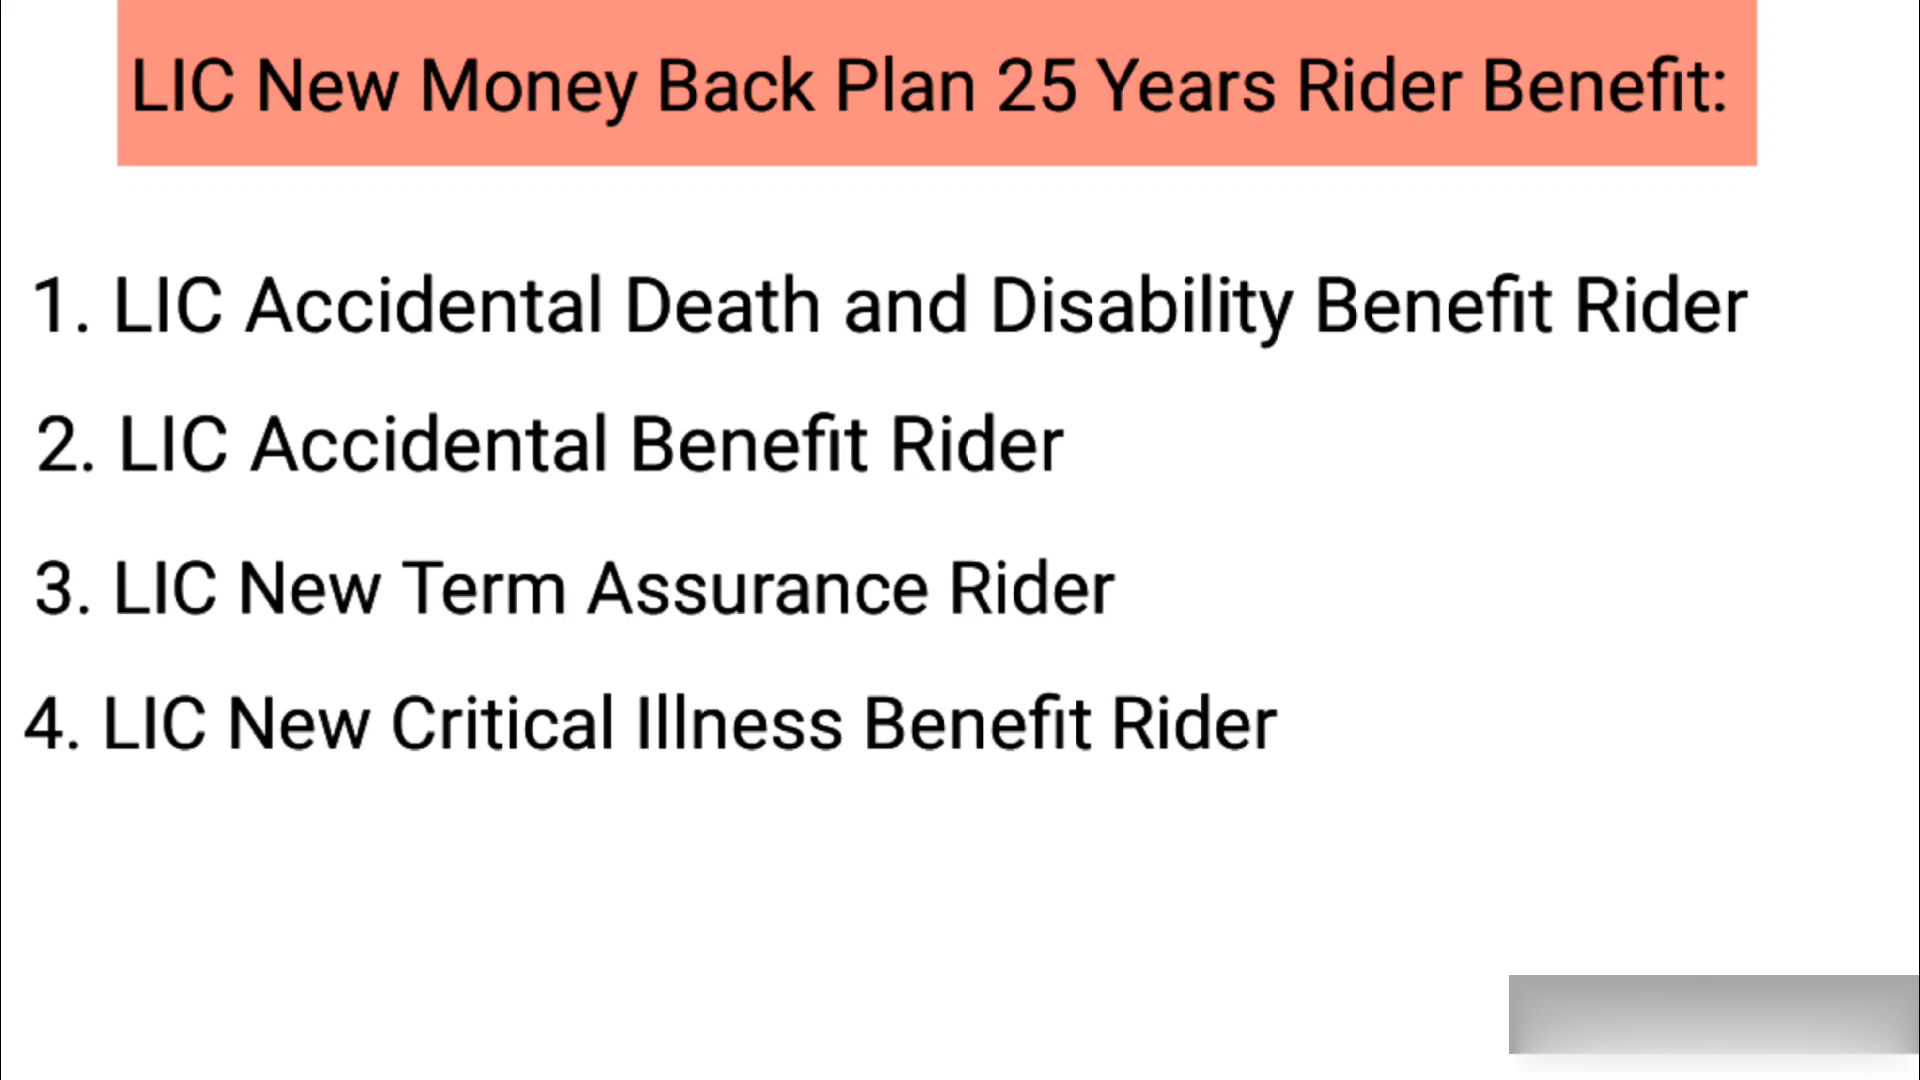 LIC New Money Back Plan 25 Years Rider Benefit:
1. LIC Accidental Death and Disability Benefit Rider
2. LIC Accidental Benefit Rider
3. LIC New Term Assurance Rider
4. LIC New Critical Illness Benefit Rider